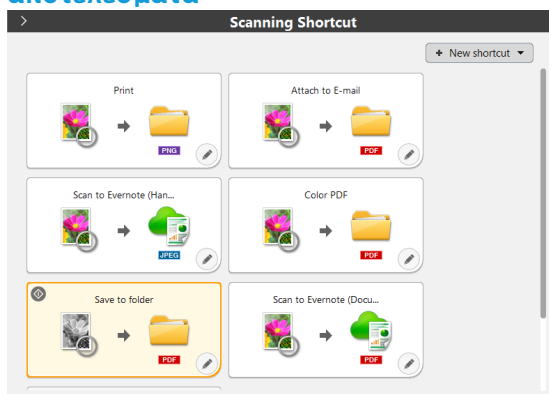 Scanning Shortcut
+ New shortcut
Print
PNG
Attach to E-mail
PDF
Scan to Evernote (Han...
JPEG
Color PDF
PDF
Save to folder
PDF
Scan to Evernote (Docu...
PDF